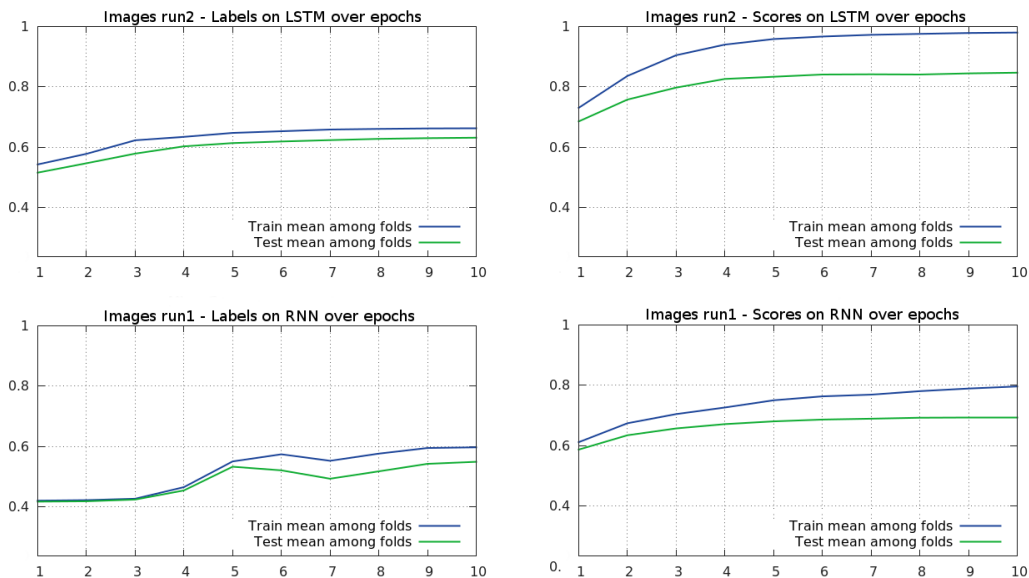 Images run2 - Labels on LSTM over epochs
1
0.8
0.6
0.4
Train mean among folds
Test mean among folds
1 2 3 4 5 6 7 8 9 10
Images run2 - Scores on LSTM over epochs
1
0.8
0.6
0.4
Train mean among folds
Test mean among folds
1 2 3 4 5 6 7 8 9 10
Images run1 - Labels on RNN over epochs
1
0.8
0.6
0.4
Train mean among folds
Test mean among folds
1 2 3 4 5 6 7 8 9 10
Images run1 - Scores on RNN over epochs
1
0.8
0.6
0.4
Train mean among folds
Test mean among folds
0.
1 2 3 4 5 6 7 8 9 10